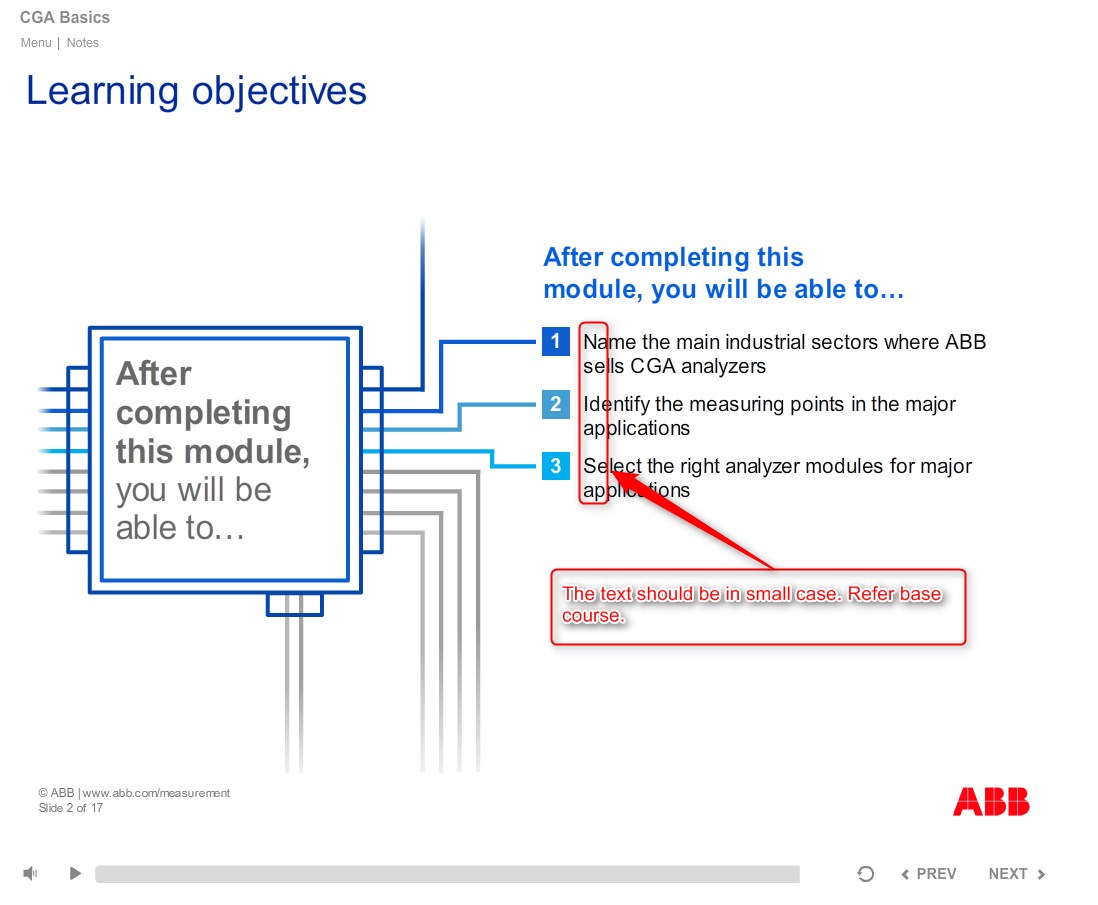 CGA Basics
Menu | Notes
Learning objectives
After completing this
module, you will be able to…
1 Name the main industrial sectors where ABB
sells CGA analyzers
2 Identify the measuring points in the major
applications
3 Select the right analyzer modules for major
applications
After
completing
this module,
you will be
able to…
The text should be in small case. Refer base
course.
© ABB | www.abb.com/measurement
Slide 2 of 17
ABB
PREV
NEXT